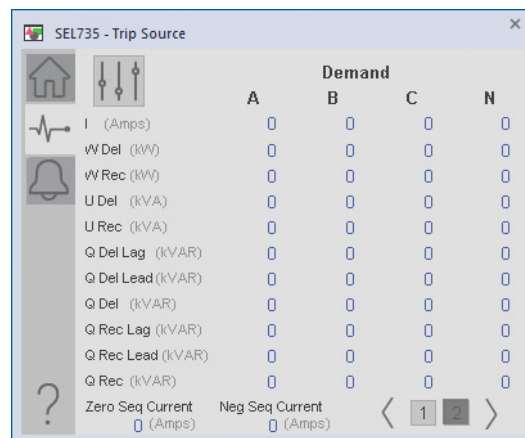 SEL735 - Trip Source
Demand
A B C N
I (Amps) 0 0 0 0
W Del (kW) 0 0 0 0
W Rec (kW) 0 0 0 0
U Del (kVA) 0 0 0 0
U Rec (kVA) 0 0 0 0
Q Del Lag (kVAR) 0 0 0 0
Q Del Lead (kVAR) 0 0 0 0
Q Del (kVAR) 0 0 0 0
Q Rec Lag (kVAR) 0 0 0 0
Q Rec Lead (kVAR) 0 0 0 0
Q Rec (kVAR) 0 0 0 0
Zero Seq Current Neg Seq Current
0 (Amps) 0 (Amps)
1 2
?